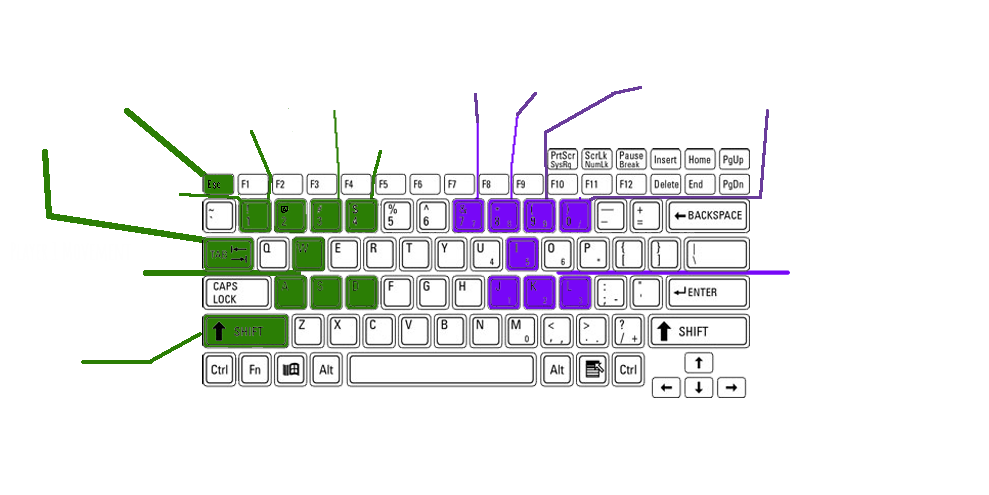 Esc F1 F2 F3 F4 F5 F6 F7 F8 F9 F10 F11 F12 PrtScr SysRq ScrLk NumLk Pause Break Insert Home PgUp Delete End PgDn
~ ` % 5 ^ 6 — - + = BACKSPACE
TAB Q W E R T Y U 4 I 5 O 6 P * { [ } ] | \
CAPS LOCK A S D F G H J 1 K 2 L 3 : ; - " ' ENTER
SHIFT Z X C V B N M 0 < , > . ? / + SHIFT
Ctrl Fn Alt Alt Ctrl